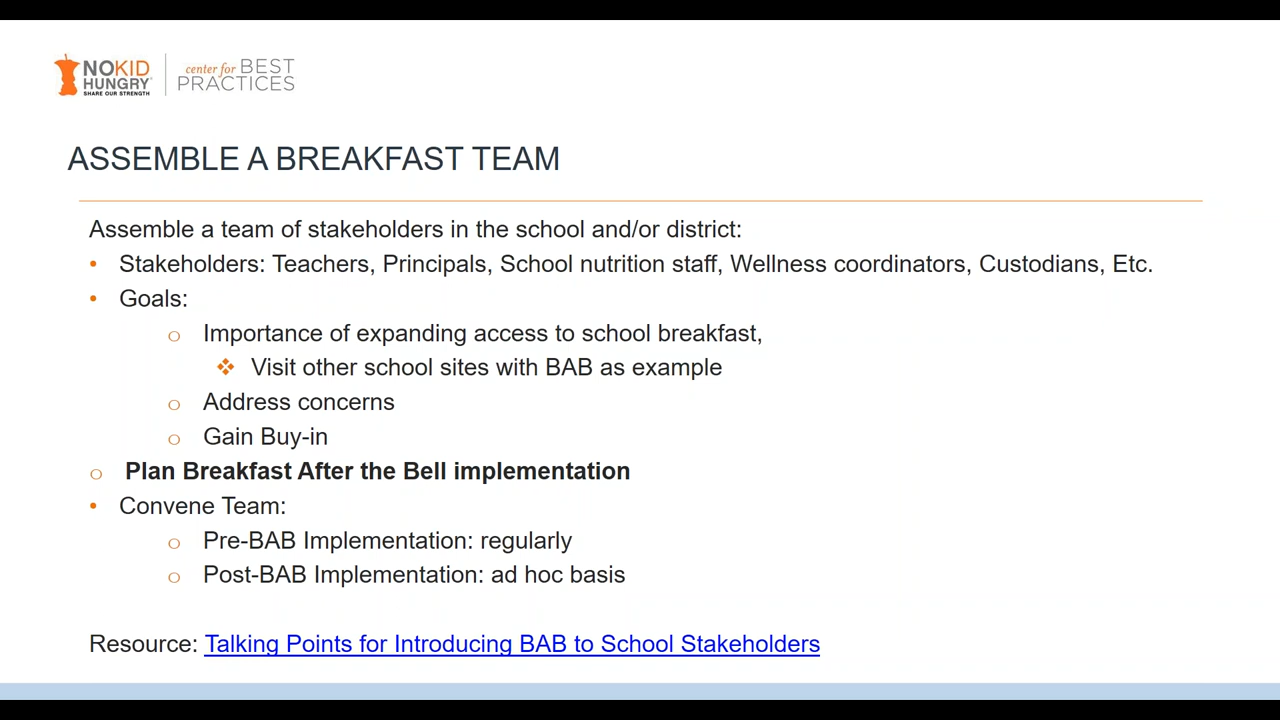 NOKID
HUNGRY
SHARE OUR STRENGTH
center for BEST
PRACTICES
ASSEMBLE A BREAKFAST TEAM
Assemble a team of stakeholders in the school and/or district:
• Stakeholders: Teachers, Principals, School nutrition staff, Wellness coordinators, Custodians, Etc.
• Goals:
o Importance of expanding access to school breakfast,
❖ Visit other school sites with BAB as example
o Address concerns
o Gain Buy-in
o Plan Breakfast After the Bell implementation
• Convene Team:
o Pre-BAB Implementation: regularly
o Post-BAB Implementation: ad hoc basis
Resource: Talking Points for Introducing BAB to School Stakeholders